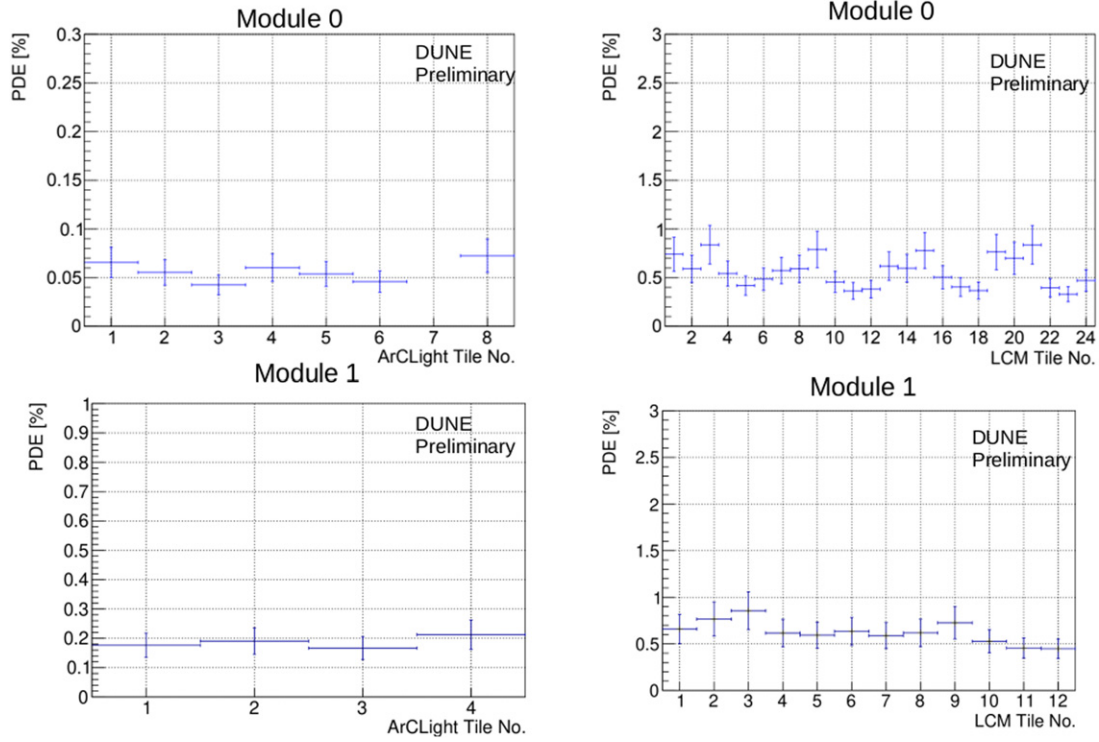 Module 0
PDE [%]
0.3
0.25
0.2
0.15
0.1
0.05
0
DUNE
Preliminary
1 2 3 4 5 6 7 8
ArCLight Tile No.
Module 0
PDE [%]
3
2.5
2
1.5
1
0.5
0
DUNE
Preliminary
2 4 6 8 10 12 14 16 18 20 22 24
LCM Tile No.
Module 1
PDE [%]
1
0.9
0.8
0.7
0.6
0.5
0.4
0.3
0.2
0.1
0
DUNE
Preliminary
1 2 3 4
ArCLight Tile No.
Module 1
PDE [%]
3
2.5
2
1.5
1
0.5
0
DUNE
Preliminary
1 2 3 4 5 6 7 8 9 10 11 12
LCM Tile No.